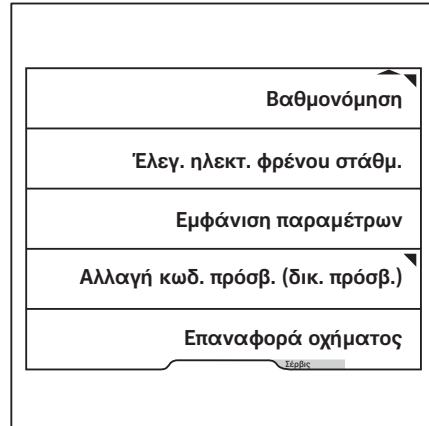 Βαθμονόμηση
Έλεγ. ηλεκτ. φρένου στάθμ.
Εμφάνιση παραμέτρων
Αλλαγή κωδ. πρόσβ. (δικ. πρόσβ.)
Επαναφορά οχήματος
Σέρβις